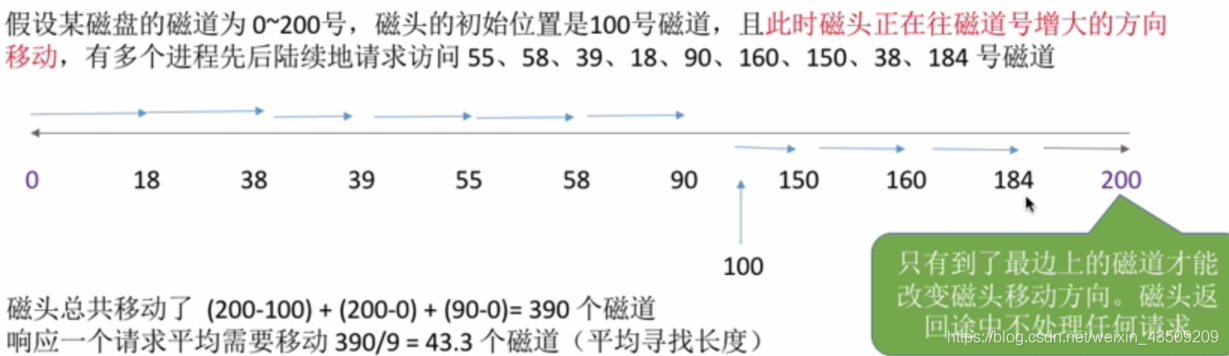 假设某磁盘的磁道为 0~200号，磁头的初始位置是100号磁道，且此时磁头正在往磁道号增大的方向
移动，有多个进程先后陆续地请求访问 55、58、39、18、90、160、150、38、184 号磁道
0 18 38 39 55 58 90 150 160 184 200
100
只有到了最边上的磁道才能
改变磁头移动方向。磁头返
回途中不处理任何请求
磁头总共移动了 (200-100) + (200-0) + (90-0)= 390 个磁道
响应一个请求平均需要移动 390/9 = 43.3 个磁道（平均寻找长度）
https://blog.csdn.net/weixin_43509209